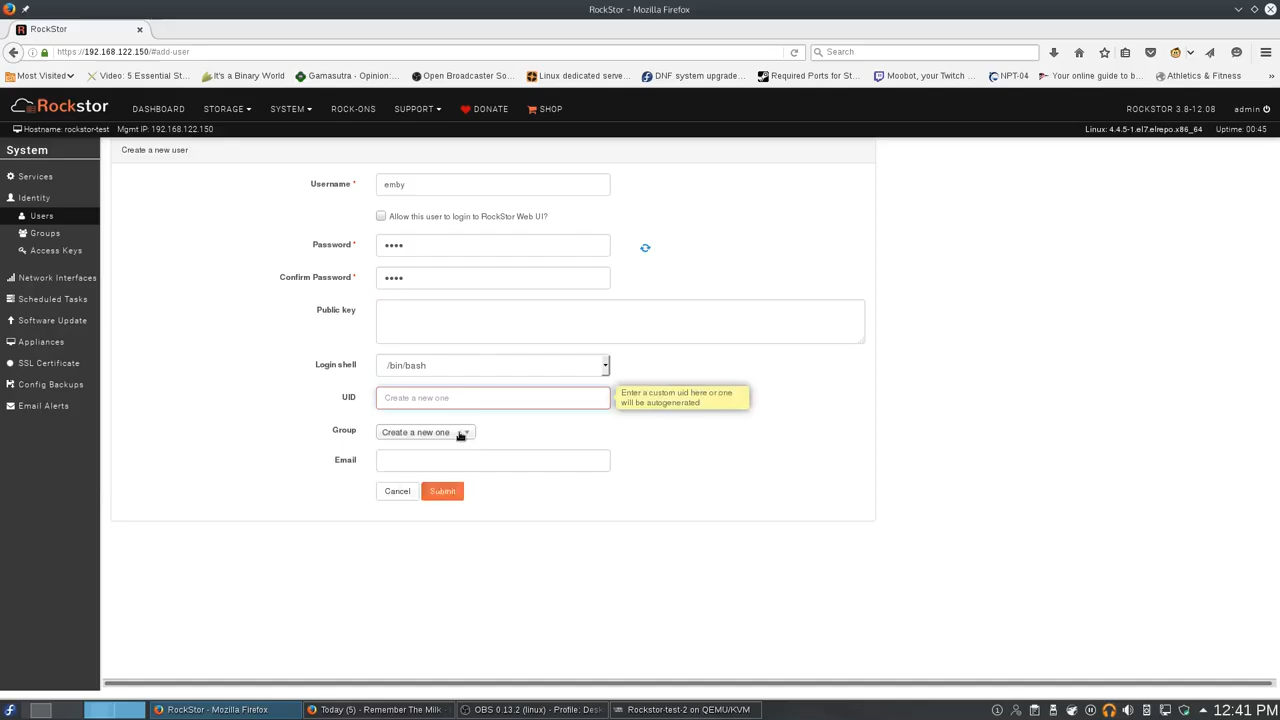 RockStor - Mozilla Firefox
RockStor
https://192.168.122.150/#add-user
Search
Most Visited
Video: 5 Essential St...
It's a Binary World
Gamasutra - Opinion:...
Open Broadcaster So...
Linux dedicated serve...
DNF system upgrade...
Required Ports for St...
Moobot, your Twitch ...
NPT-04
Your online guide to b...
Athletics & Fitness
»
Rockstor
DASHBOARD
STORAGE
SYSTEM
ROCK-ONS
SUPPORT
DONATE
SHOP
ROCKSTOR 3.8-12.08
admin
Hostname: rockstor-test
Mgmt IP: 192.168.122.150
Linux: 4.4.5-1.el7.elrepo.x86_64
Uptime: 00:45
System
Services
Identity
Users
Groups
Access Keys
Network Interfaces
Scheduled Tasks
Software Update
Appliances
SSL Certificate
Config Backups
Email Alerts
Create a new user
Username *
emby
Allow this user to login to RockStor Web UI?
Password *
••••
Confirm Password *
••••
Public key
Login shell
/bin/bash
UID
Create a new one
Enter a custom uid here or one
will be autogenerated
Group
Create a new one
Email
Cancel
Submit
RockStor - Mozilla Firefox
Today (5) - Remember The Milk -
OBS 0.13.2 (linux) - Profile: Desk
Rockstor-test-2 on QEMU/KVM
12:41 PM